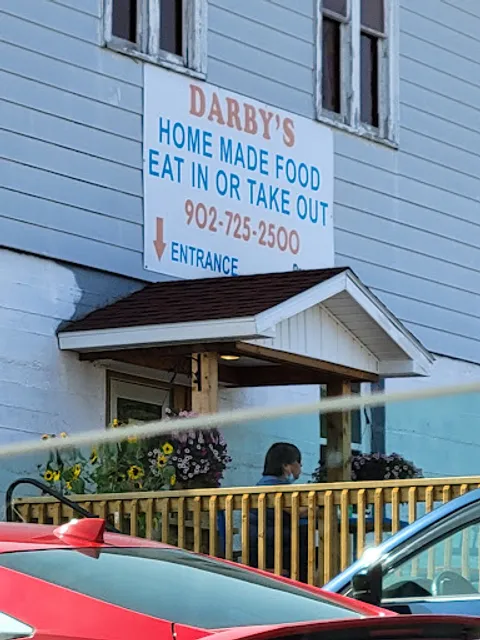 DARBY'S
HOME MADE FOOD
EAT IN OR TAKE OUT
902-725-2500
ENTRANCE